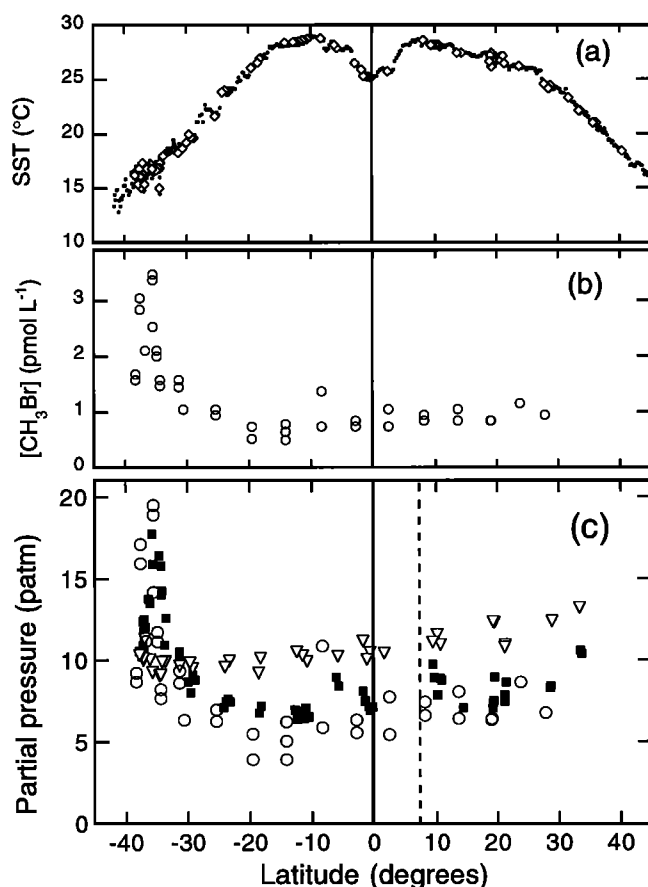 30
25
20
15
10
SST (°C)
(a)
3
2
1
0
[CH3Br] (pmol L-1)
(b)
20
15
10
5
0
Partial pressure (patm)
(c)
-40 -30 -20 -10 0 10 20 30 40
Latitude (degrees)